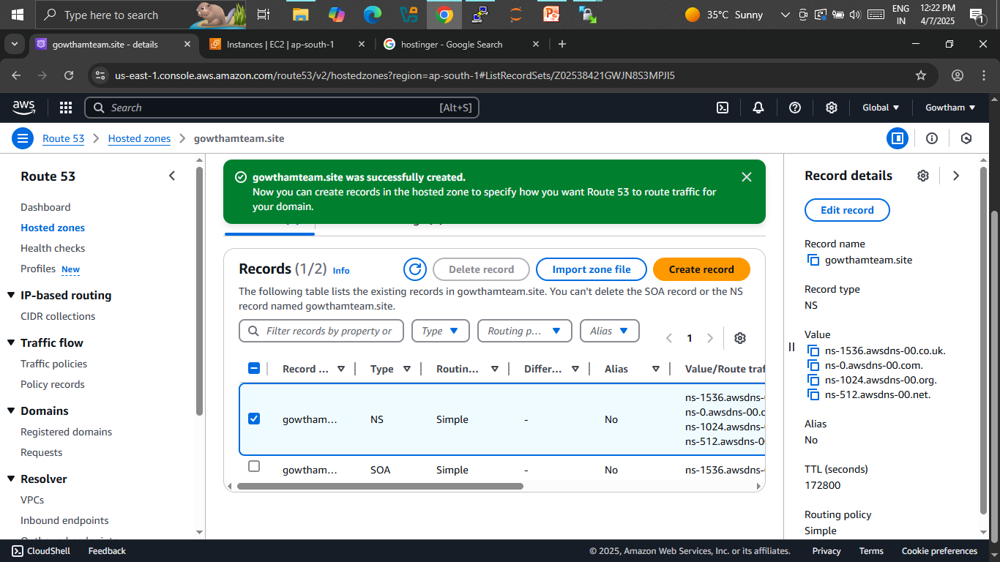 Type here to search
35°C Sunny
ENG
IN
12:22 PM
4/7/2025
1
gowthamteam.site - details
Instances | EC2 | ap-south-1
hostinger - Google Search
us-east-1.console.aws.amazon.com/route53/v2/hostedzones?region=ap-south-1#ListRecordSets/Z02538421GWJN8S3MPJI5
aws
Search
[Alt+S]
Global
Gowtham
Route 53
Hosted zones
gowthamteam.site
Route 53
Dashboard
Hosted zones
Health checks
Profiles New
IP-based routing
CIDR collections
Traffic flow
Traffic policies
Policy records
Domains
Registered domains
Requests
Resolver
VPCs
Inbound endpoints
gowthamteam.site was successfully created.
Now you can create records in the hosted zone to specify how you want Route 53 to route traffic for
your domain.
Records (1/2) Info
Delete record
Import zone file
Create record
The following table lists the existing records in gowthamteam.site. You can't delete the SOA record or the NS
record named gowthamteam.site.
Filter records by property or
Type
Routing p...
Alias
1
Record ... Type Routin... Differ... Alias Value/Route traf
gowtham... NS Simple - No
ns-1536.awsdns-
ns-0.awsdns-00.c
ns-1024.awsdns-
ns-512.awsdns-0
gowtham... SOA Simple - No ns-1536.awsdns-
Record details
Edit record
Record name
gowthamteam.site
Record type
NS
Value
ns-1536.awsdns-00.co.uk.
ns-0.awsdns-00.com.
ns-1024.awsdns-00.org.
ns-512.awsdns-00.net.
Alias
No
TTL (seconds)
172800
Routing policy
Simple
CloudShell
Feedback
© 2025, Amazon Web Services, Inc. or its affiliates.
Privacy
Terms
Cookie preferences